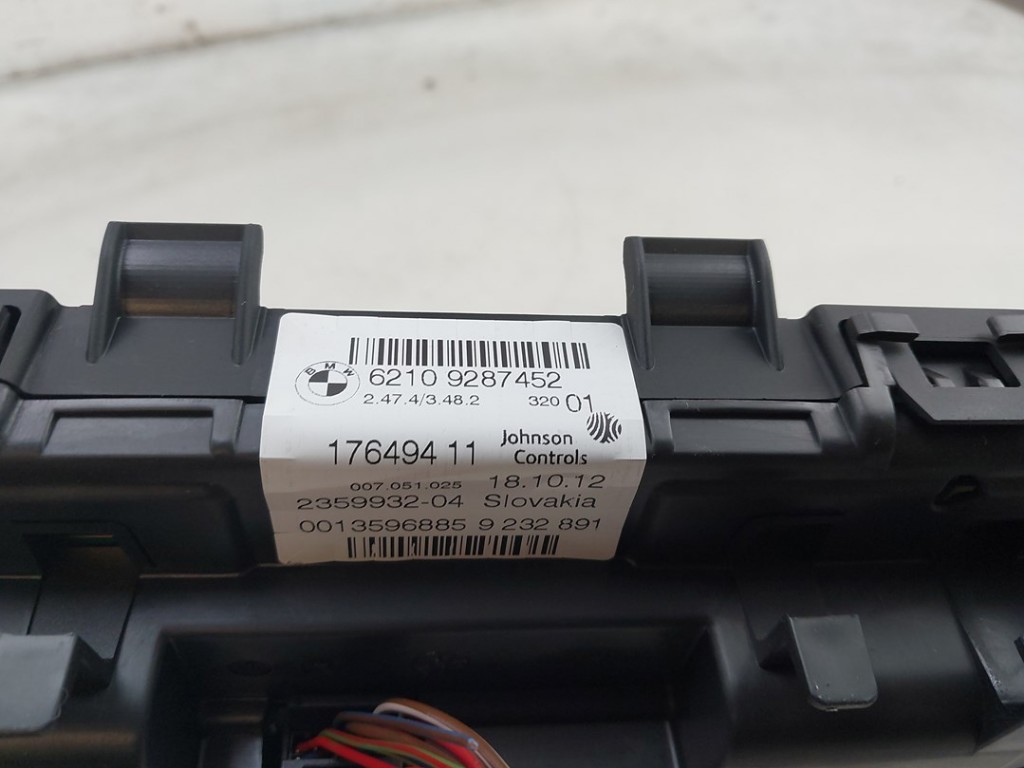 BMW
6210 9287452
2.47.4/3.48.2 320 01
176494 11 Johnson Controls
007.051.025 18.10.12
2359932-04 Slovakia
0013596885 9 232 891